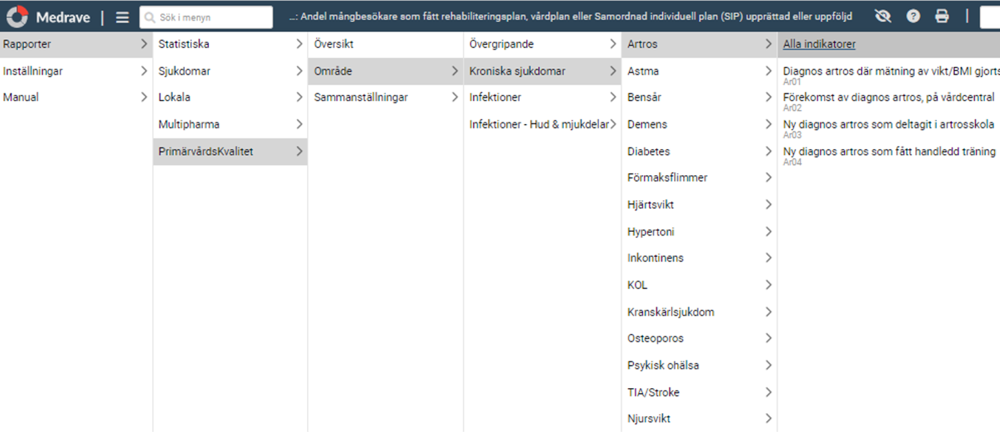 Medrave
Sök i menyn
...: Andel mångbesökare som fått rehabiliteringsplan, vårdplan eller Samordnad individuell plan (SIP) upprättad eller uppföljd
Rapporter
Inställningar
Manual
Statistiska
Sjukdomar
Lokala
Multipharma
PrimärvårdsKvalitet
Översikt
Område
Sammanställningar
Övergripande
Kroniska sjukdomar
Infektioner
Infektioner - Hud & mjukdelar
Artros
Astma
Bensår
Demens
Diabetes
Förmaksflimmer
Hjärtsvikt
Hypertoni
Inkontinens
KOL
Kranskärlsjukdom
Osteoporos
Psykisk ohälsa
TIA/Stroke
Njursvikt
Alla indikatorer
Diagnos artros där mätning av vikt/BMI gjorts
Ar01
Förekomst av diagnos artros, på vårdcentral
Ar02
Ny diagnos artros som deltagit i artrosskola
Ar03
Ny diagnos artros som fått handledd träning
Ar04